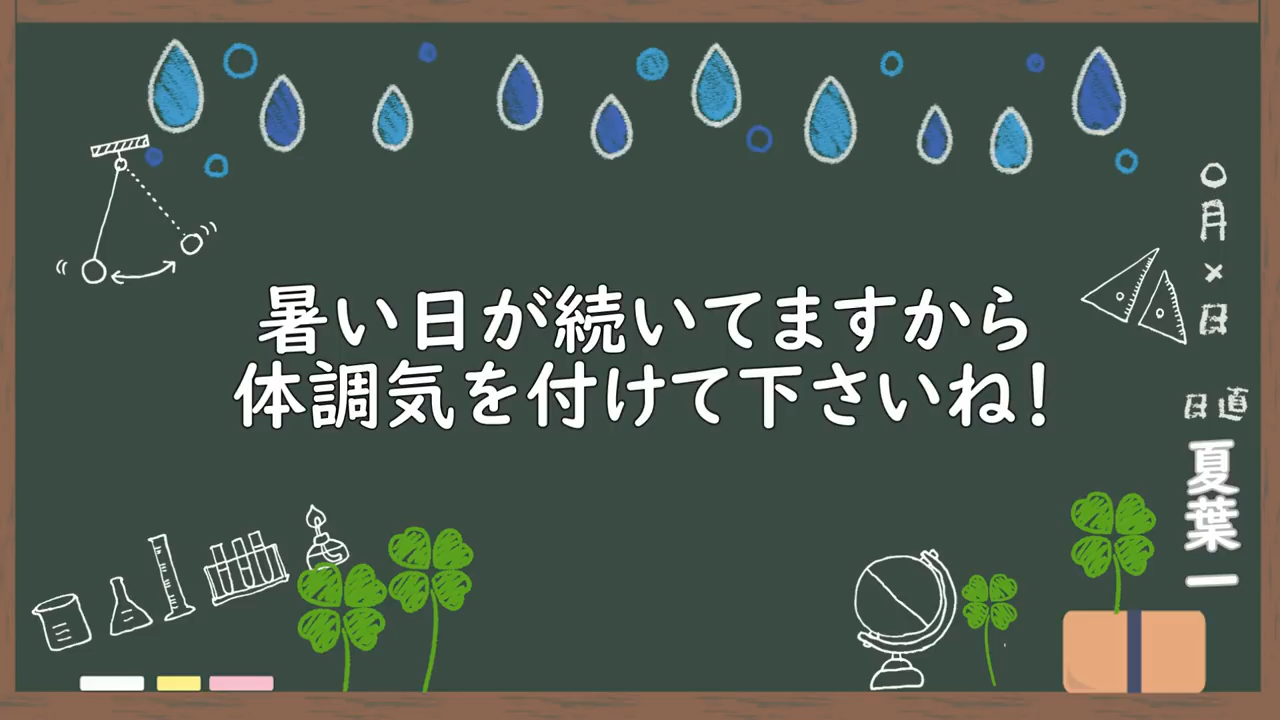 暑い日が続いてますから
体調気を付けて下さいね！
〇月×日
日直
夏葉一